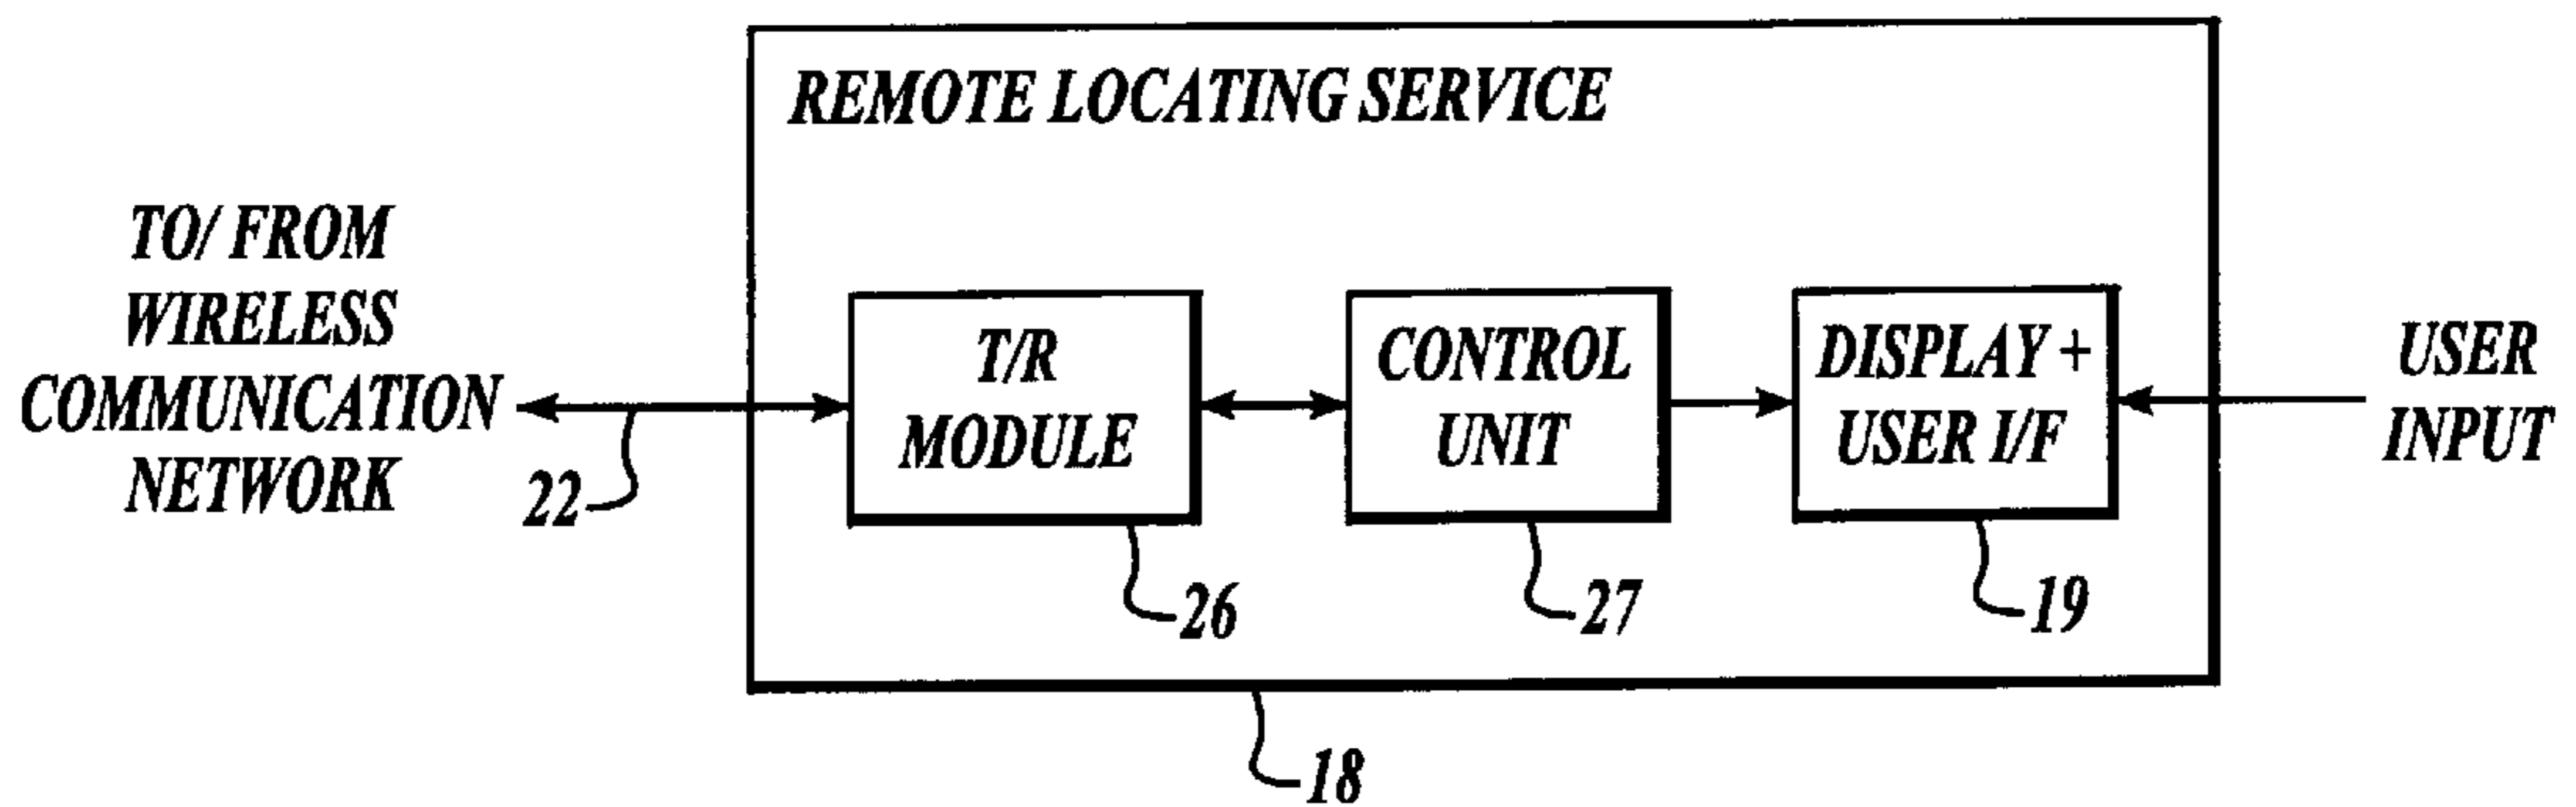 REMOTE LOCATING SERVICE
TO/ FROM
WIRELESS
COMMUNICATION
NETWORK
22
T/R
MODULE
26
CONTROL
UNIT
27
DISPLAY +
USER I/F
19
USER
INPUT
18